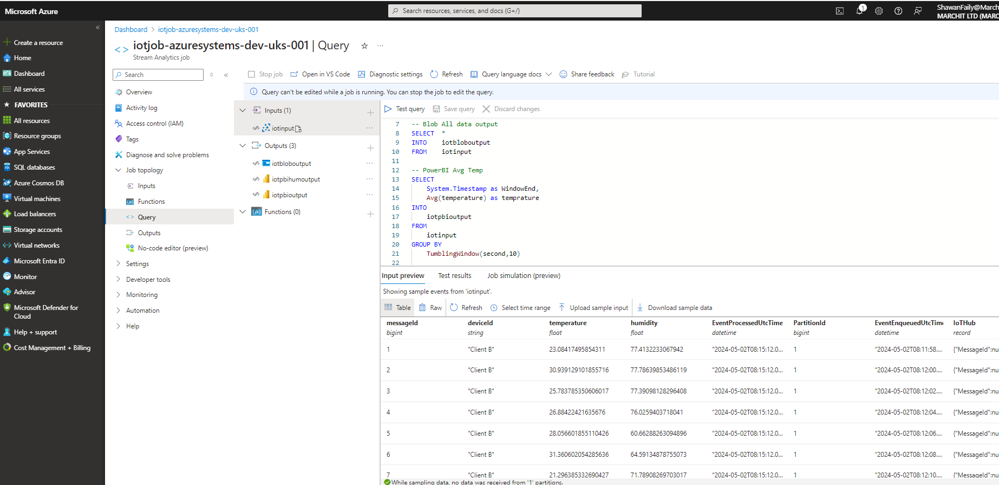 Microsoft Azure
Search resources, services, and docs (G+/)
1
ShawanFaily@March
MARCHIT LTD (MARC
Create a resource
Home
Dashboard
All services
FAVORITES
All resources
Resource groups
App Services
SQL databases
Azure Cosmos DB
Virtual machines
Load balancers
Storage accounts
Virtual networks
Microsoft Entra ID
Monitor
Advisor
Microsoft Defender for
Cloud
Help + support
Cost Management + Billing
Dashboard > iotjob-azuresystems-dev-uks-001
iotjob-azuresystems-dev-uks-001 | Query
Stream Analytics job
Search
Overview
Activity log
Access control (IAM)
Tags
Diagnose and solve problems
Job topology
Inputs
Functions
Query
Outputs
No-code editor (preview)
Settings
Developer tools
Monitoring
Automation
Help
Stop job Open in VS Code Diagnostic settings Refresh Query language docs Share feedback Tutorial
Query can't be edited while a job is running. You can stop the job to edit the query.
Inputs (1)
iotinput
Outputs (3)
iotbloboutput
iotpbihumoutput
iotpbioutput
Functions (0)
Test query Save query Discard changes
7 -- Blob All data output
8 SELECT *
9 INTO iotbloboutput
10 FROM iotinput
11
12 -- PowerBI Avg Temp
13 SELECT
14 System.Timestamp as WindowEnd,
15 Avg(temperature) as temprature
16 INTO
17 iotpbioutput
18 FROM
19 iotinput
20 GROUP BY
21 TumblingWindow(second,10)
22
Input preview Test results Job simulation (preview)
Showing sample events from 'iotinput'.
Table Raw Refresh Select time range Upload sample input Download sample data
messageId deviceId temperature humidity EventProcessedUtcTime PartitionId EventEnqueuedUtcTime IoTHub
bigint string float float datetime bigint datetime record
1 "Client B" 23.08417495854311 77.4132233067942 "2024-05-02T08:15:12.0... 1 "2024-05-02T08:11:58.... {"MessageId":nu
2 "Client B" 30.939129101855716 77.78639853486119 "2024-05-02T08:15:12.0... 1 "2024-05-02T08:12:00.... {"MessageId":nu
3 "Client B" 25.783785350606017 77.39098128296408 "2024-05-02T08:15:12.0... 1 "2024-05-02T08:12:02.... {"MessageId":nu
4 "Client B" 26.88422421635676 76.0259403718041 "2024-05-02T08:15:12.0... 1 "2024-05-02T08:12:04.... {"MessageId":nu
5 "Client B" 28.056601855110426 60.66288263094896 "2024-05-02T08:15:12.0... 1 "2024-05-02T08:12:06.... {"MessageId":nu
6 "Client B" 31.360602054285636 64.59134878755073 "2024-05-02T08:15:12.0... 1 "2024-05-02T08:12:08.... {"MessageId":nu
7 "Client B" 21.296385332690427 71.78908269703017 "2024-05-02T08:15:12.0... 1 "2024-05-02T08:12:10.... {"MessageId":nu
While sampling data, no data was received from '1' partitions.